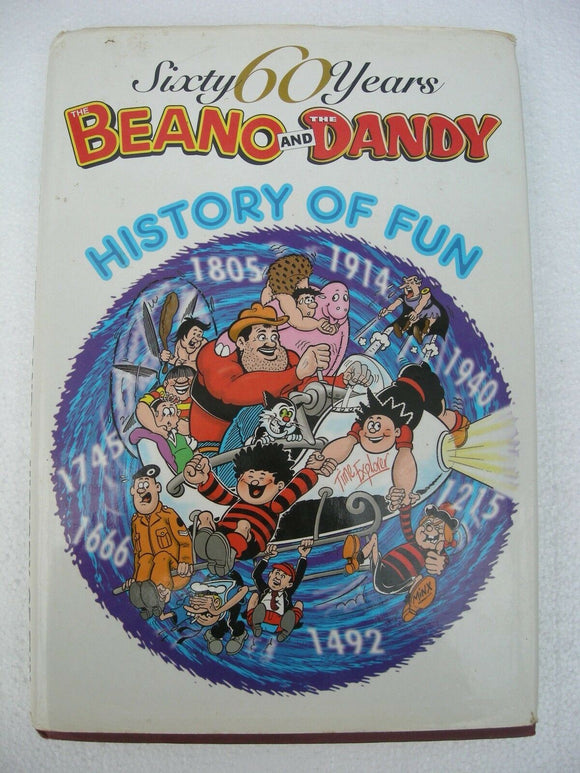 Sixty 60 Years
THE BEANO AND THE DANDY
HISTORY OF FUN
1805
1914
1940
1745
Time Explorer
1215
1666
MINX
1492